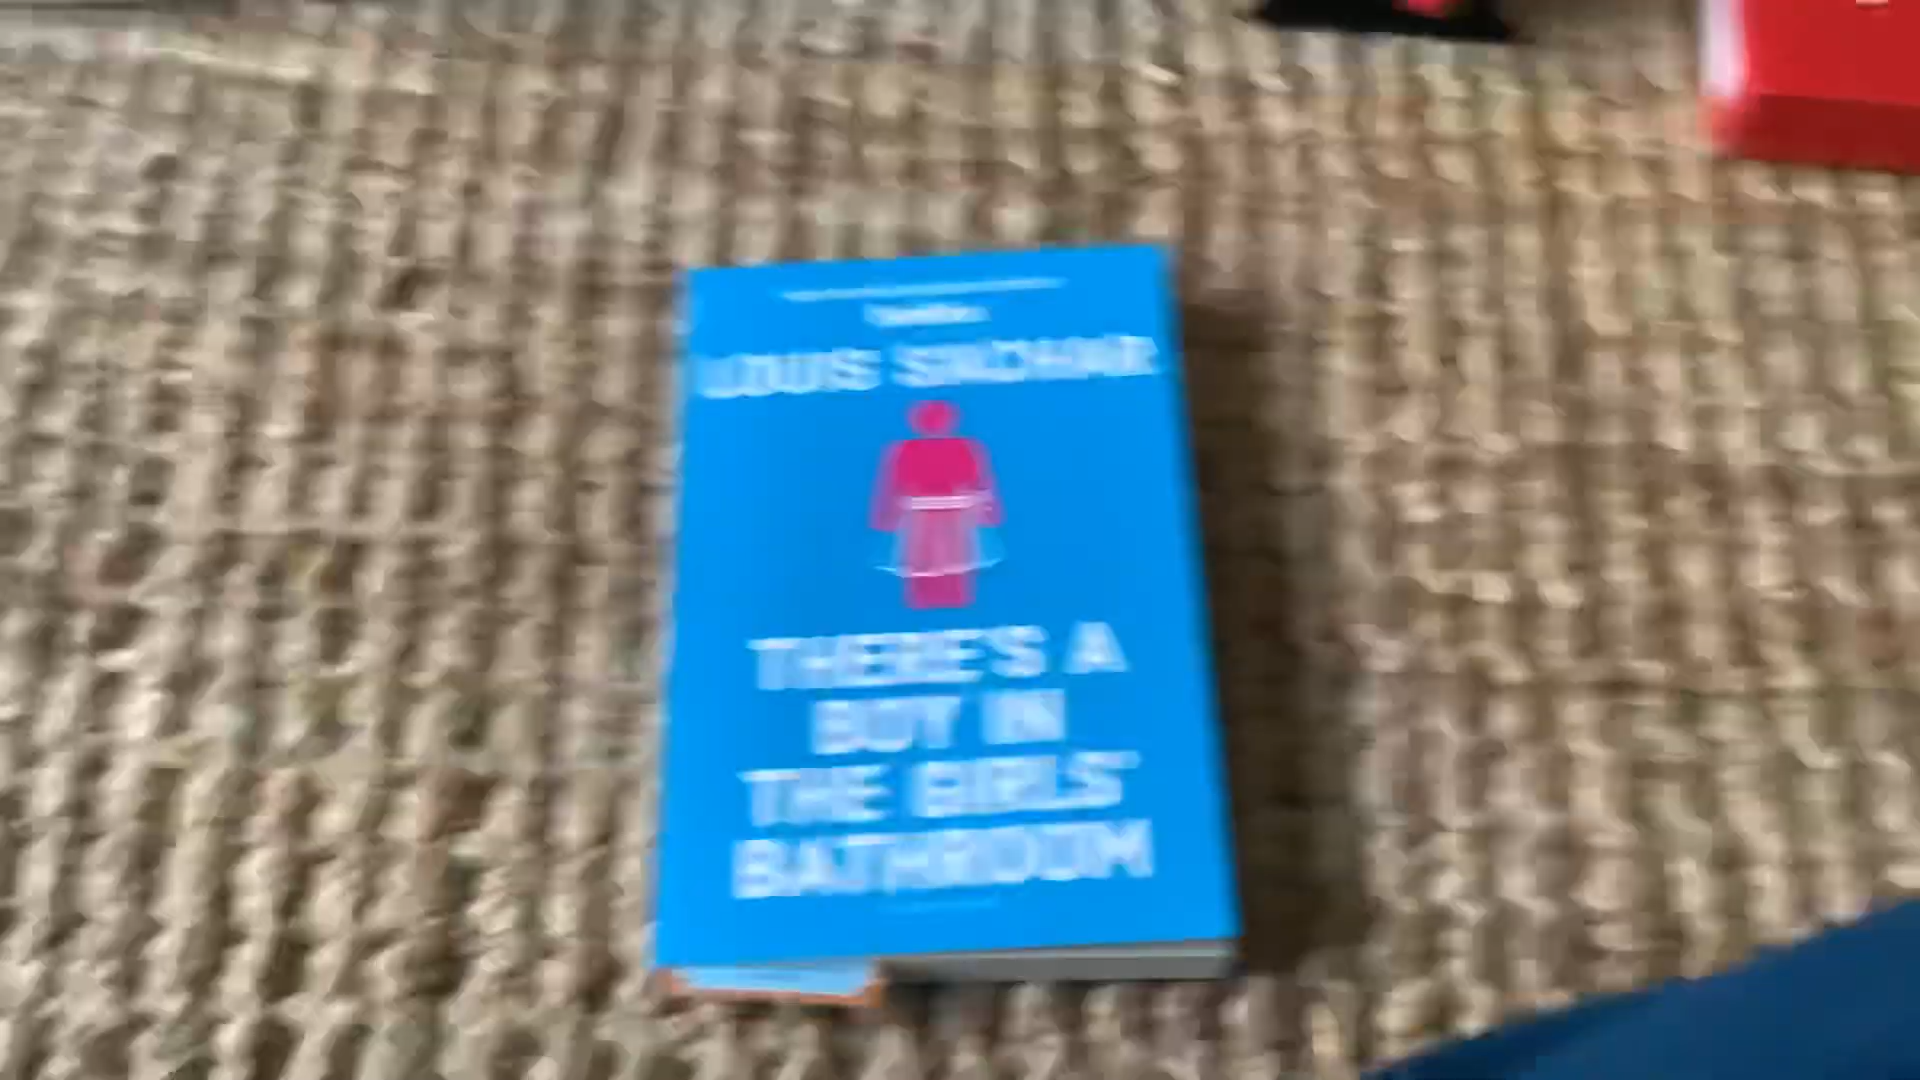 LOUIS SACHAR
THERE'S A
BOY IN
THE GIRLS'
BATHROOM